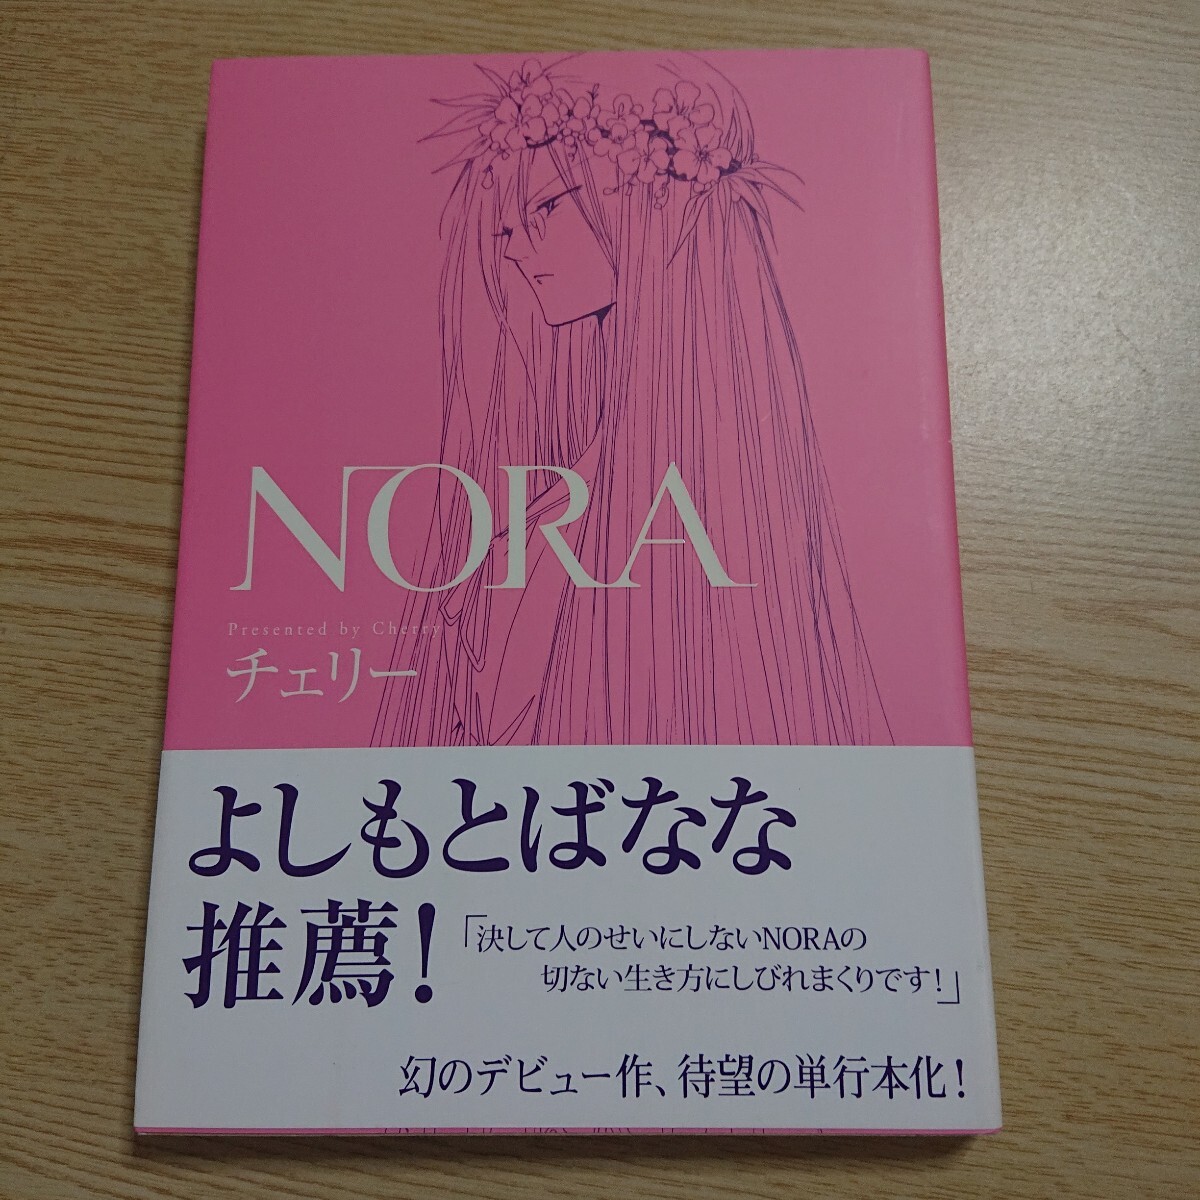 NORA
Presented by Cherry
チェリー
よしもとばなな
推薦!
「決して人のせいにしないNORAの
切ない生き方にしびれまくりです!」
幻のデビュー作、待望の単行本化!